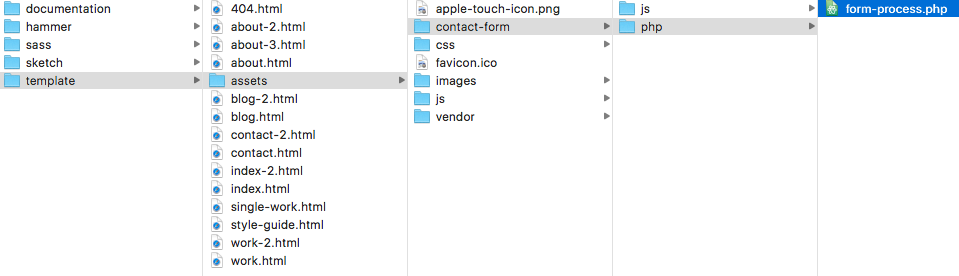 documentation
hammer
sass
sketch
template
404.html
about-2.html
about-3.html
about.html
assets
blog-2.html
blog.html
contact-2.html
contact.html
index-2.html
index.html
single-work.html
style-guide.html
work-2.html
work.html
apple-touch-icon.png
contact-form
css
favicon.ico
images
js
vendor
js
php
form-process.php